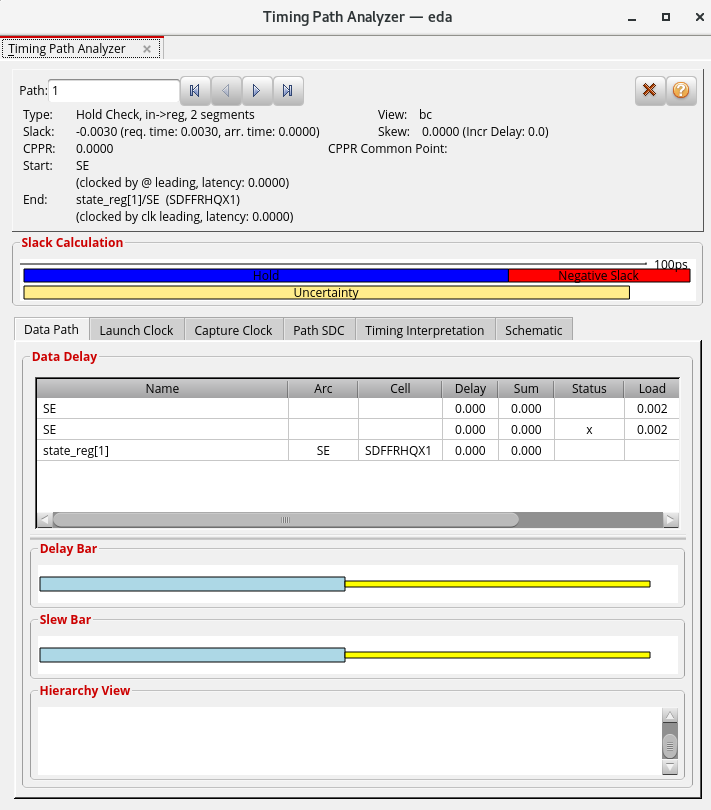 Timing Path Analyzer — eda
Timing Path Analyzer
Path: 1
Type: Hold Check, in->reg, 2 segments View: bc
Slack: -0.0030 (req. time: 0.0030, arr. time: 0.0000) Skew: 0.0000 (Incr Delay: 0.0)
CPPR: 0.0000 CPPR Common Point:
Start: SE
(clocked by @ leading, latency: 0.0000)
End: state_reg[1]/SE (SDFFRHQX1)
(clocked by clk leading, latency: 0.0000)
Slack Calculation
100ps
Hold Negative Slack
Uncertainty
Data Path Launch Clock Capture Clock Path SDC Timing Interpretation Schematic
Data Delay
Name Arc Cell Delay Sum Status Load
SE 0.000 0.000 0.002
SE 0.000 0.000 x 0.002
state_reg[1] SE SDFFRHQX1 0.000 0.000
Delay Bar
Slew Bar
Hierarchy View